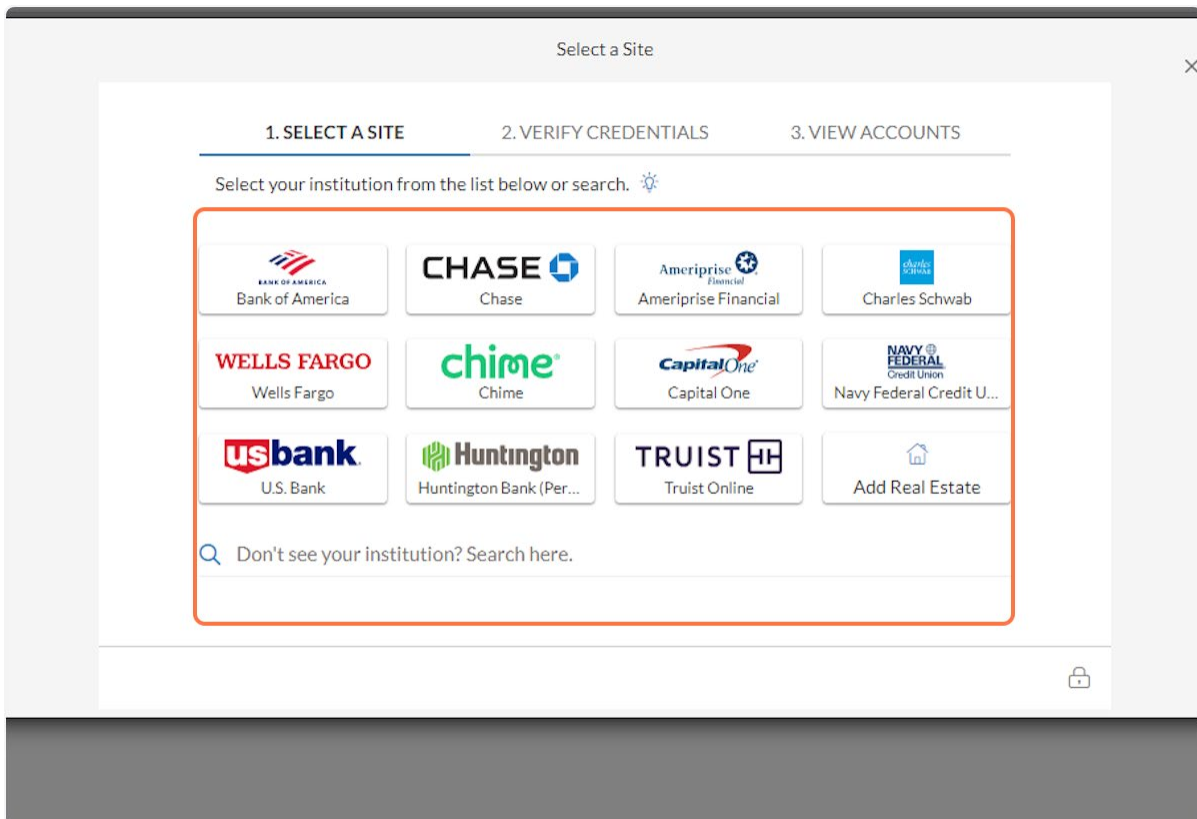 Select a Site
1. SELECT A SITE 2. VERIFY CREDENTIALS 3. VIEW ACCOUNTS
Select your institution from the list below or search.
BANK OF AMERICA
Bank of America
CHASE
Chase
Ameriprise
Financial
Ameriprise Financial
charles
SCHWAB
Charles Schwab
WELLS FARGO
Wells Fargo
chime
Chime
Capital One
Capital One
NAVY
FEDERAL
Credit Union
Navy Federal Credit U...
usbank.
U.S. Bank
Huntington
Huntington Bank (Per...
TRUIST
Truist Online
Add Real Estate
Don't see your institution? Search here.